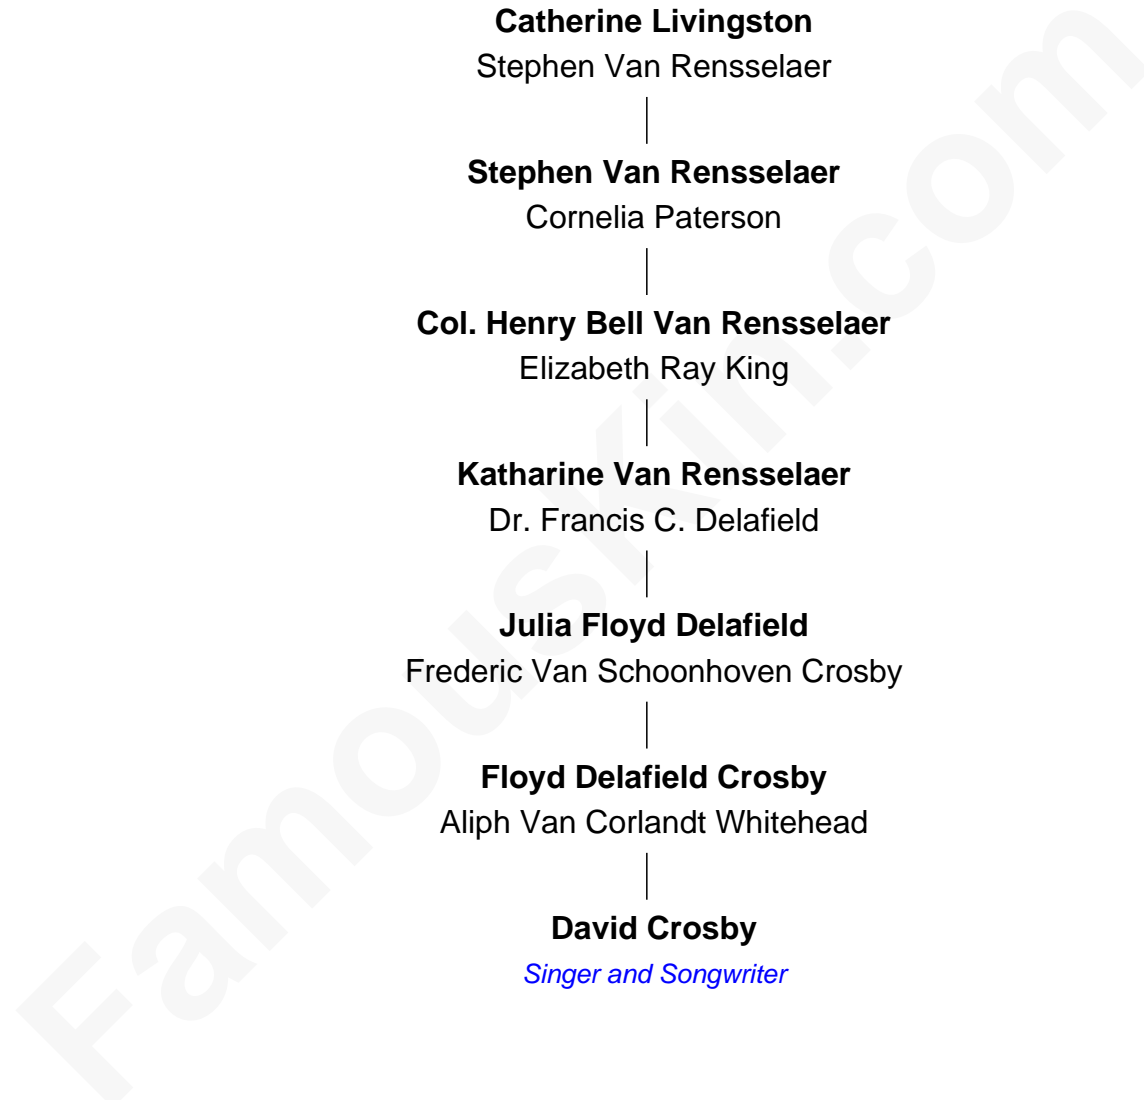 Catherine Livingston
Stephen Van Rensselaer
Stephen Van Rensselaer
Cornelia Paterson
Col. Henry Bell Van Rensselaer
Elizabeth Ray King
Katharine Van Rensselaer
Dr. Francis C. Delafield
Julia Floyd Delafield
Frederic Van Schoonhoven Crosby
Floyd Delafield Crosby
Aliph Van Corlandt Whitehead
David Crosby
Singer and Songwriter
FamousKin.com